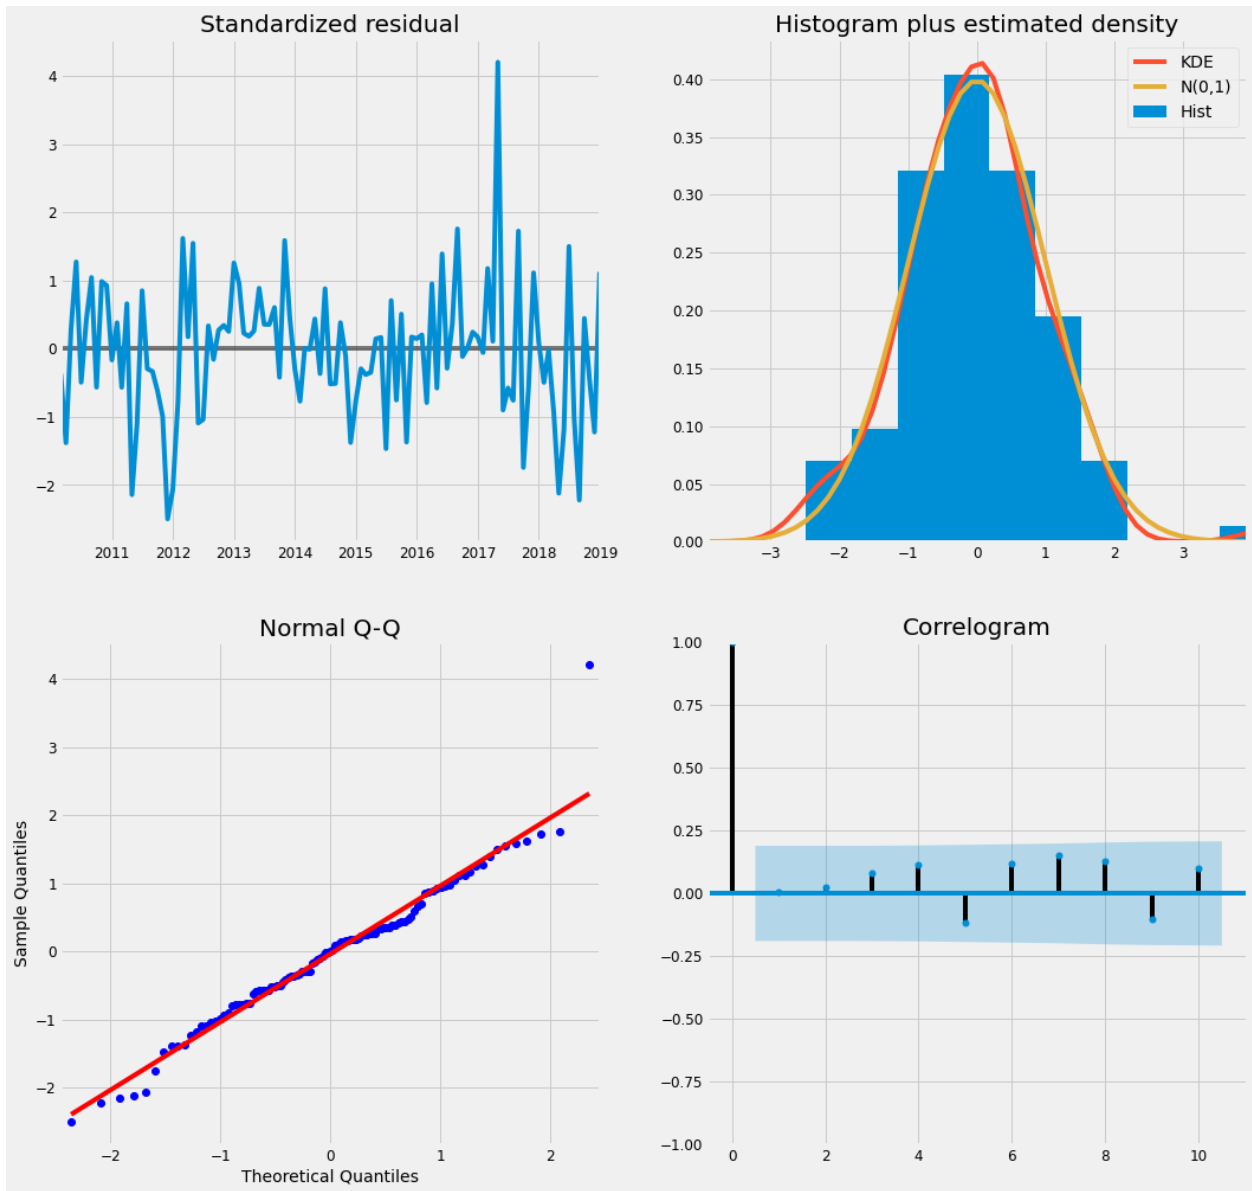 Standardized residual
4
3
2
1
0
−1
−2
2011 2012 2013 2014 2015 2016 2017 2018 2019
Histogram plus estimated density
KDE
N(0,1)
Hist
0.40
0.35
0.30
0.25
0.20
0.15
0.10
0.05
0.00
−3 −2 −1 0 1 2 3
Normal Q-Q
Sample Quantiles
4
3
2
1
0
−1
−2
−2 −1 0 1 2
Theoretical Quantiles
Correlogram
1.00
0.75
0.50
0.25
0.00
−0.25
−0.50
−0.75
−1.00
0 2 4 6 8 10